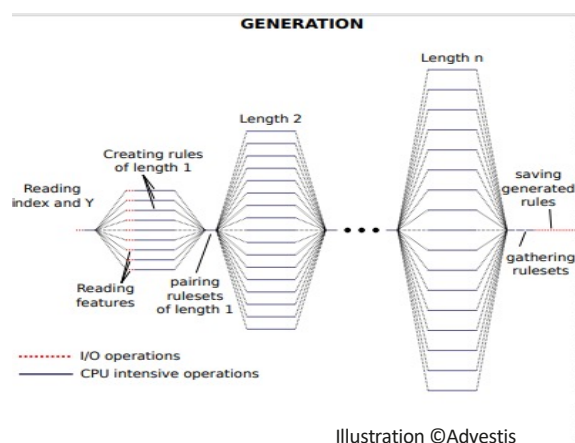 GENERATION
Length n
Length 2
Creating rules
of length 1
Reading
index and Y
saving
generated
rules
Reading
features
pairing
rulesets
of length 1
gathering
rulesets
I/O operations
CPU intensive operations
Illustration ©Advestis